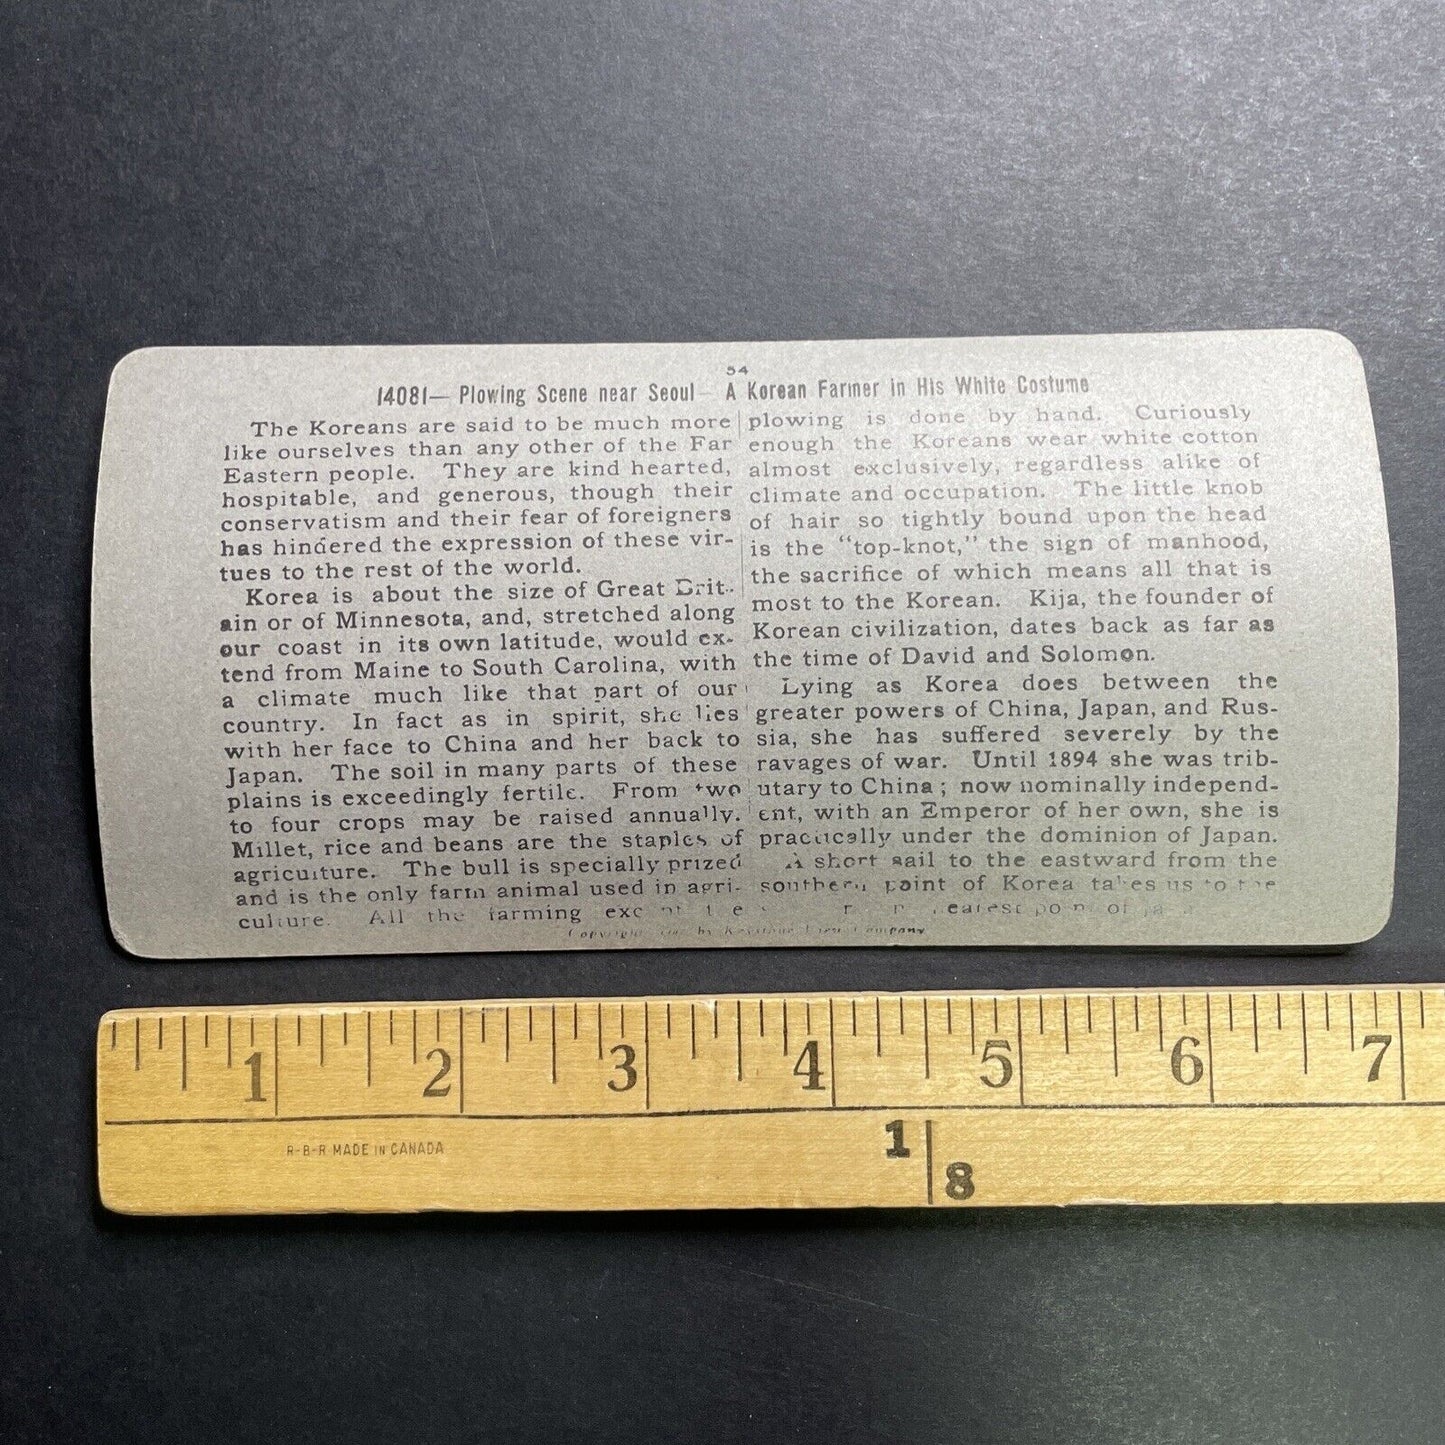 54
14081— Plowing Scene near Seoul— A Korean Farmer in His White Costume
The Koreans are said to be much more
like ourselves than any other of the Far
Eastern people. They are kind hearted,
hospitable, and generous, though their
conservatism and their fear of foreigners
has hindered the expression of these vir-
tues to the rest of the world.
Korea is about the size of Great Brit-
ain or of Minnesota, and, stretched along
our coast in its own latitude, would ex-
tend from Maine to South Carolina, with
a climate much like that part of our
country. In fact as in spirit, she lies
with her face to China and her back to
Japan. The soil in many parts of these
plains is exceedingly fertile. From two
to four crops may be raised annually.
Millet, rice and beans are the staples of
agriculture. The bull is specially prized
and is the only farm animal used in agri-
culture. All the farming except the
plowing is done by hand. Curiously
enough the Koreans wear white cotton
almost exclusively, regardless alike of
climate and occupation. The little knob
of hair so tightly bound upon the head
is the "top-knot," the sign of manhood,
the sacrifice of which means all that is
most to the Korean. Kija, the founder of
Korean civilization, dates back as far as
the time of David and Solomon.
Lying as Korea does between the
greater powers of China, Japan, and Rus-
sia, she has suffered severely by the
ravages of war. Until 1894 she was trib-
utary to China; now nominally independ-
ent, with an Emperor of her own, she is
practically under the dominion of Japan.
A short sail to the eastward from the
southern point of Korea takes us to the
nearest point of
Copyright by Keystone View Company
1 2 3 4 5 6 7
R-B-R MADE IN CANADA
1
8